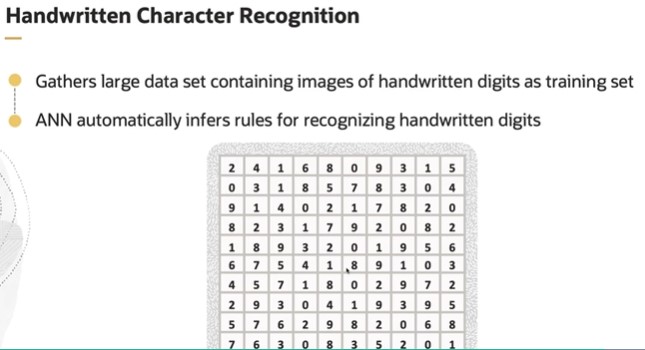 Handwritten Character Recognition
Gathers large data set containing images of handwritten digits as training set
ANN automatically infers rules for recognizing handwritten digits
2 4 1 6 8 0 9 3 1 5
0 3 1 8 5 7 8 3 0 4
9 1 4 0 2 1 7 8 2 0
8 2 3 1 7 9 2 0 8 2
1 8 9 3 2 0 1 9 5 6
6 7 5 4 1 8 9 1 0 3
4 5 7 1 8 0 2 9 7 2
2 9 3 0 4 1 9 3 9 5
5 7 6 2 9 8 2 0 6 8
7 6 3 0 8 3 5 2 0 1